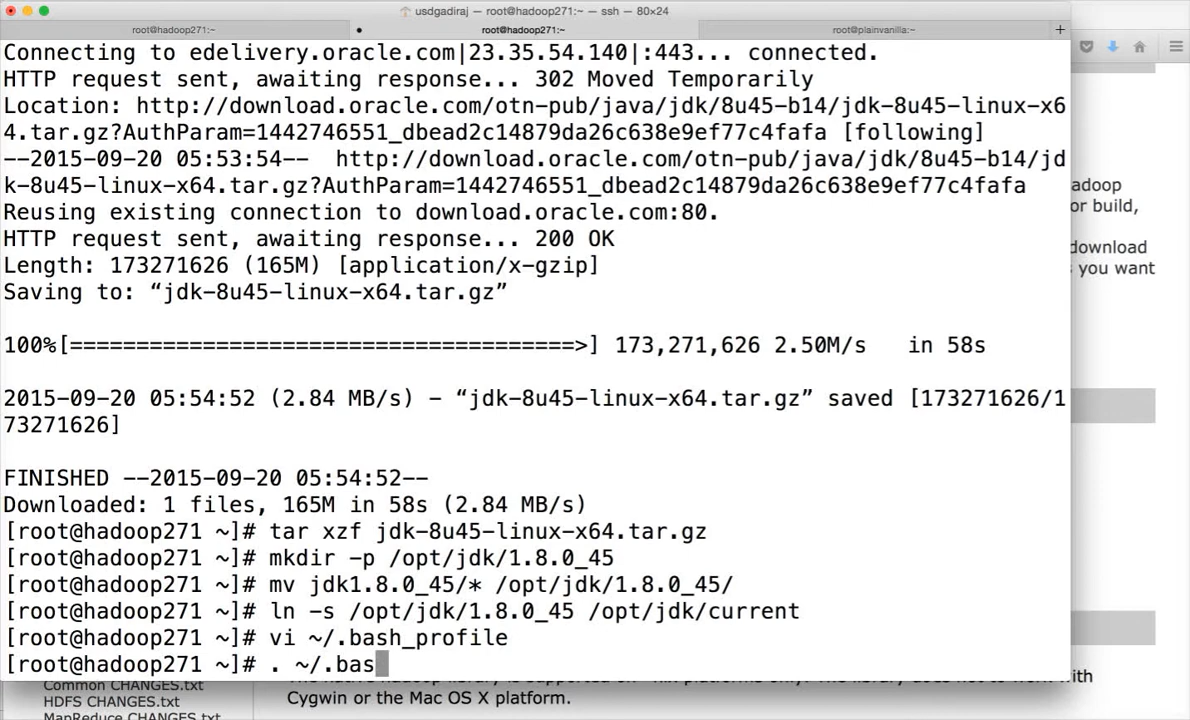 usdgadiraj — root@hadoop271:~ — ssh — 80×24
root@hadoop271:~
root@hadoop271:~
root@plainvanilla:~
Connecting to edelivery.oracle.com|23.35.54.140|:443... connected.
HTTP request sent, awaiting response... 302 Moved Temporarily
Location: http://download.oracle.com/otn-pub/java/jdk/8u45-b14/jdk-8u45-linux-x6
4.tar.gz?AuthParam=1442746551_dbead2c14879da26c638e9ef77c4fafa [following]
--2015-09-20 05:53:54--  http://download.oracle.com/otn-pub/java/jdk/8u45-b14/jd
k-8u45-linux-x64.tar.gz?AuthParam=1442746551_dbead2c14879da26c638e9ef77c4fafa
Reusing existing connection to download.oracle.com:80.
HTTP request sent, awaiting response... 200 OK
Length: 173271626 (165M) [application/x-gzip]
Saving to: “jdk-8u45-linux-x64.tar.gz”
100%[======================================>] 173,271,626 2.50M/s   in 58s
2015-09-20 05:54:52 (2.84 MB/s) - “jdk-8u45-linux-x64.tar.gz” saved [173271626/1
73271626]
FINISHED --2015-09-20 05:54:52--
Downloaded: 1 files, 165M in 58s (2.84 MB/s)
[root@hadoop271 ~]# tar xzf jdk-8u45-linux-x64.tar.gz
[root@hadoop271 ~]# mkdir -p /opt/jdk/1.8.0_45
[root@hadoop271 ~]# mv jdk1.8.0_45/* /opt/jdk/1.8.0_45/
[root@hadoop271 ~]# ln -s /opt/jdk/1.8.0_45 /opt/jdk/current
[root@hadoop271 ~]# vi ~/.bash_profile
[root@hadoop271 ~]# . ~/.bas
adoop
or build,
download
s you want
Common CHANGES.txt
HDFS CHANGES.txt
Cygwin or the Mac OS X platform.
with